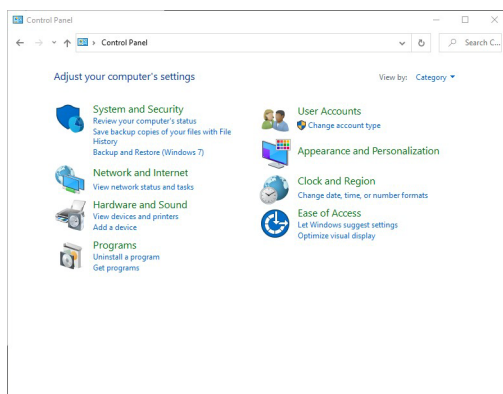 Control Panel
Control Panel
Search C...
Adjust your computer's settings
View by: Category
System and Security
Review your computer's status
Save backup copies of your files with File
History
Backup and Restore (Windows 7)
Network and Internet
View network status and tasks
Hardware and Sound
View devices and printers
Add a device
Programs
Uninstall a program
Get programs
User Accounts
Change account type
Appearance and Personalization
Clock and Region
Change date, time, or number formats
Ease of Access
Let Windows suggest settings
Optimize visual display